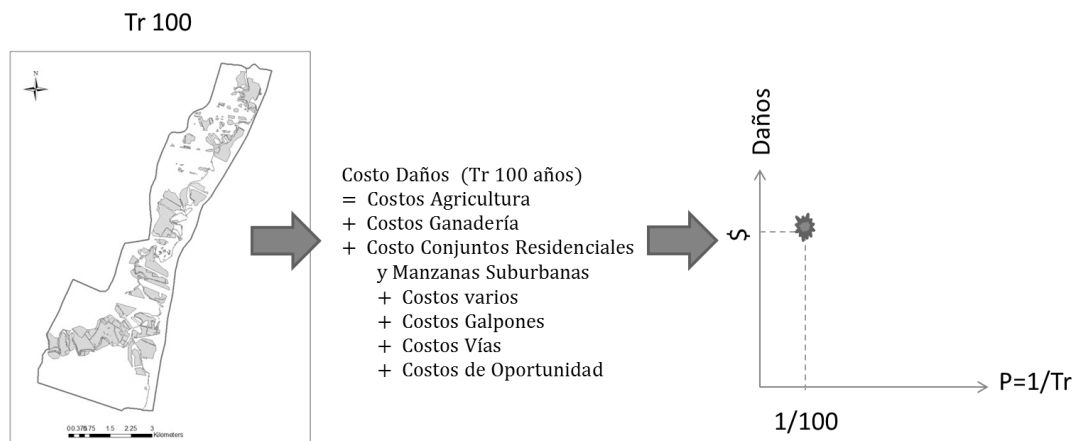 Tr 100
N
0 0.375 0.75 1.5 2.25 3
Kilometers
Costo Daños (Tr 100 años)
= Costos Agricultura
+ Costos Ganadería
+ Costo Conjuntos Residenciales
y Manzanas Suburbanas
+ Costos varios
+ Costos Galpones
+ Costos Vías
+ Costos de Oportunidad
Daños
$
P=1/Tr
1/100